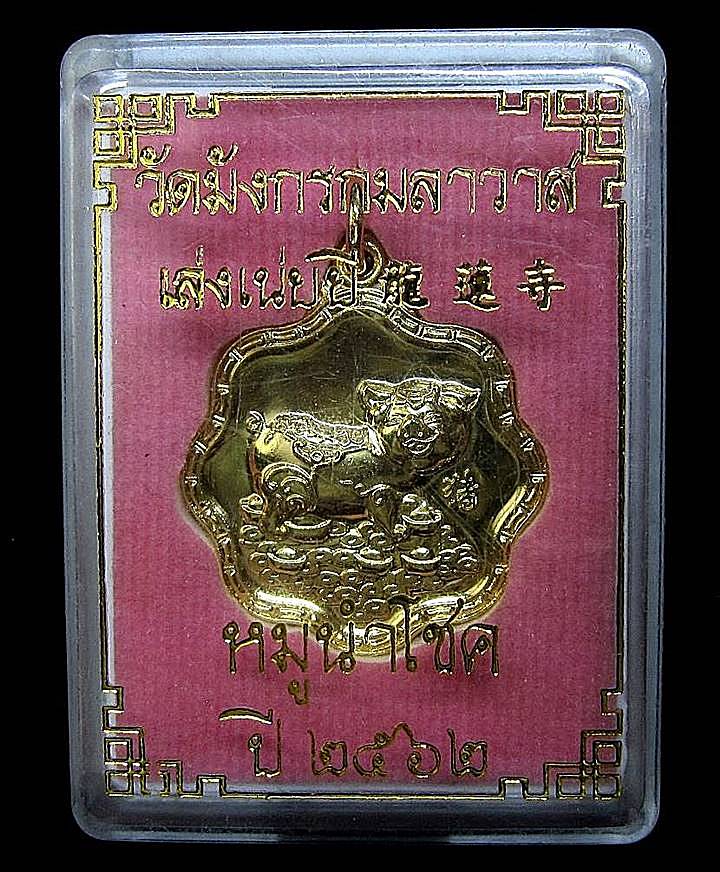 วัดมังกรกมลาวาส
เล่งเน่ยยี่ 龍蓮寺
猪
หมูนำโชค
ปี ๒๕๖๒